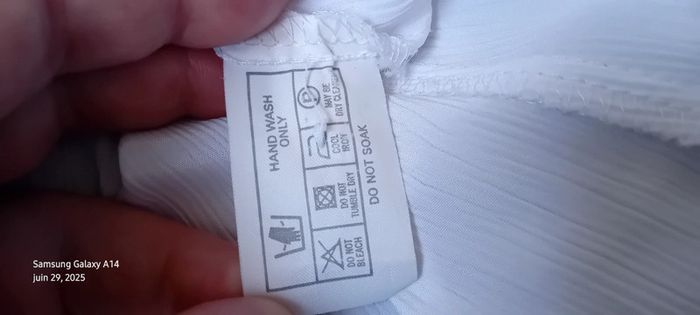 HAND WASH
ONLY
DO NOT
BLEACH
DO NOT
TUMBLE DRY
COOL
IRON
P
MAY BE
DRY CLEANED
DO NOT SOAK
Samsung Galaxy A14
juin 29, 2025